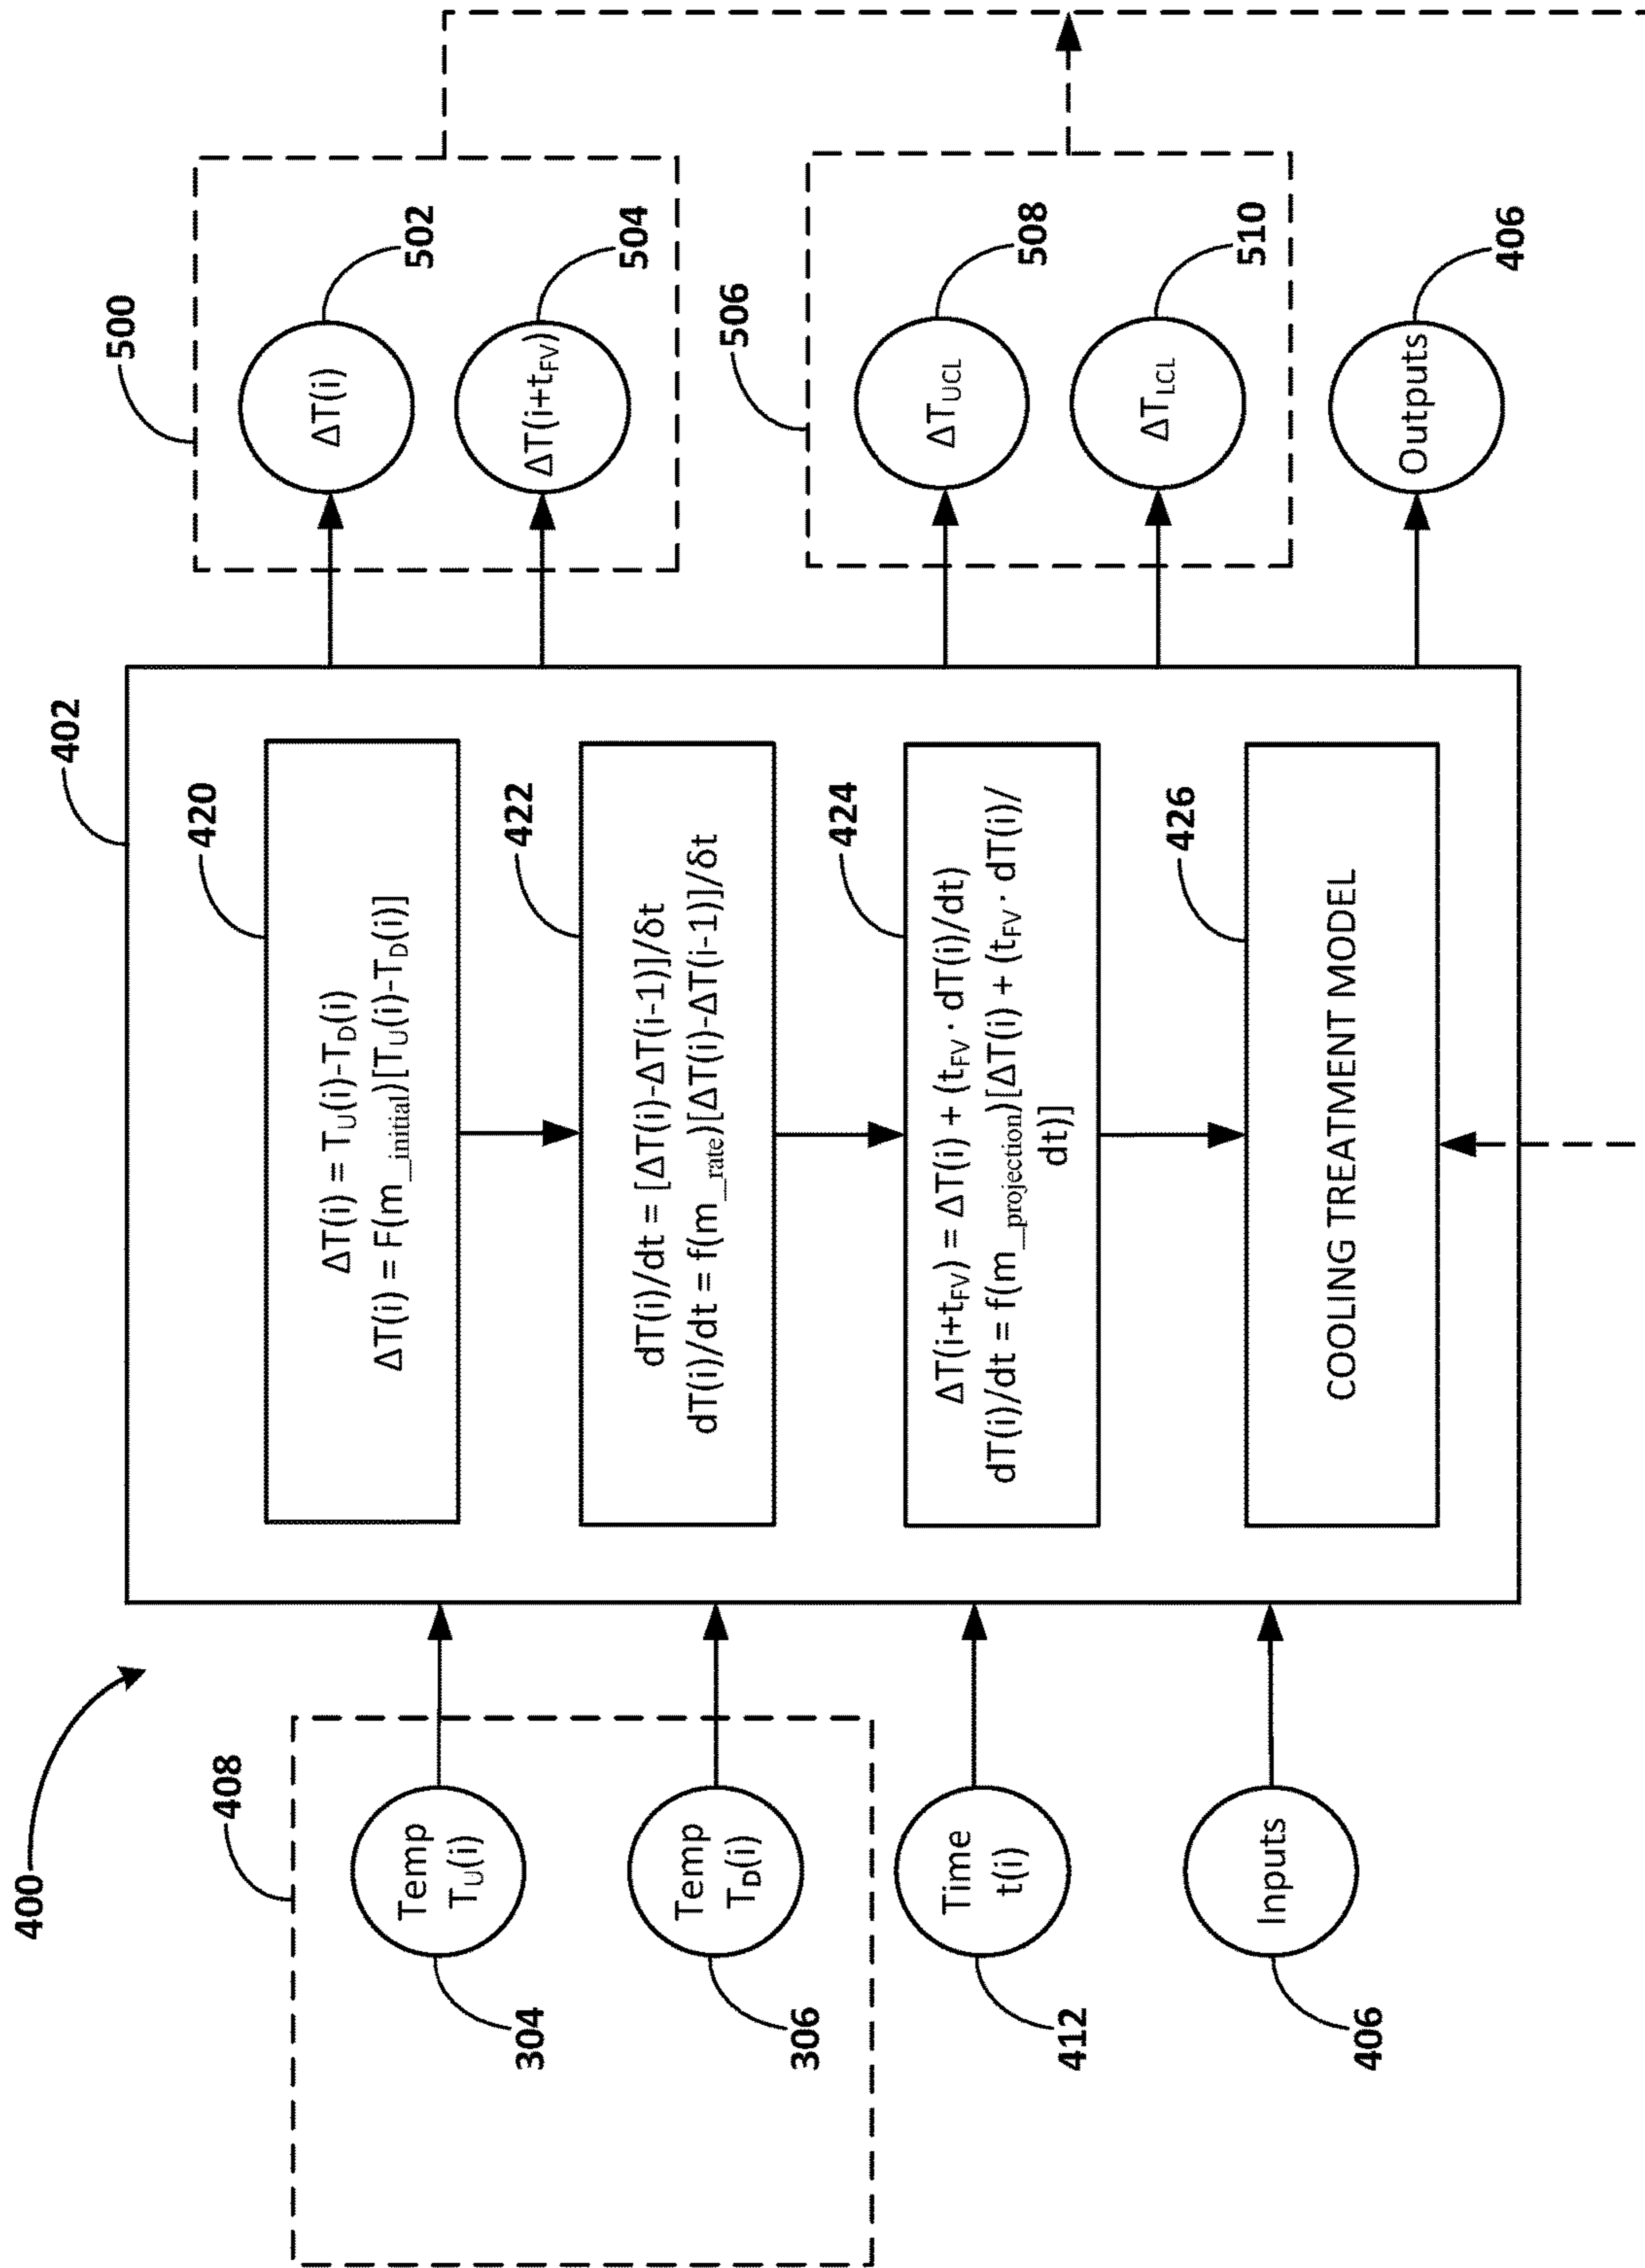 400
408
Temp
T_U(i)
304
Temp
T_D(i)
306
Time
t(i)
412
Inputs
406
402
420
ΔT(i) = T_U(i)-T_D(i)
ΔT(i) = F(m_initial)[T_U(i)-T_D(i)]
422
dT(i)/dt = [ΔT(i)-ΔT(i-1)]/δt
dT(i)/dt = f(m_rate)[ΔT(i)-ΔT(i-1)]/δt
424
ΔT(i+t_FV) = ΔT(i) + (t_FV · dT(i)/dt)
dT(i)/dt = f(m_projection)[ΔT(i) + (t_FV · dT(i)/
dt)]
426
COOLING TREATMENT MODEL
500
ΔT(i)
502
ΔT(i+t_FV)
504
506
ΔT_UCL
508
ΔT_LCL
510
Outputs
406